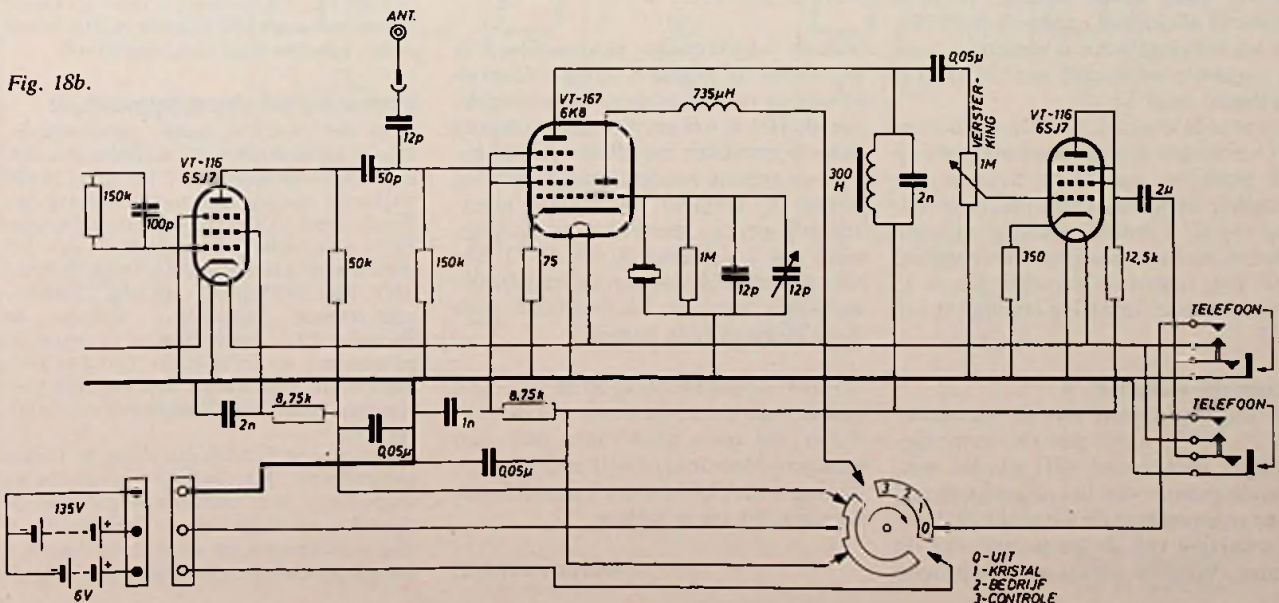 Fig. 18b.
ANT.
12p
VT-116
6SJ7
150k
100p
50p
50k
150k
VT-167
6K8
735µH
75
1M
12p
12p
300
H
2n
0,05µ
VERSTER-
KING
1M
VT-116
6SJ7
2µ
350
12,5k
TELEFOON
TELEFOON
2n
8,75k
0,05µ
1n
8,75k
0,05µ
135V
- +
- +
6V
3 2 1 0
0-UIT
1-KRISTAL
2-BEDRIJF
3-CONTROLE